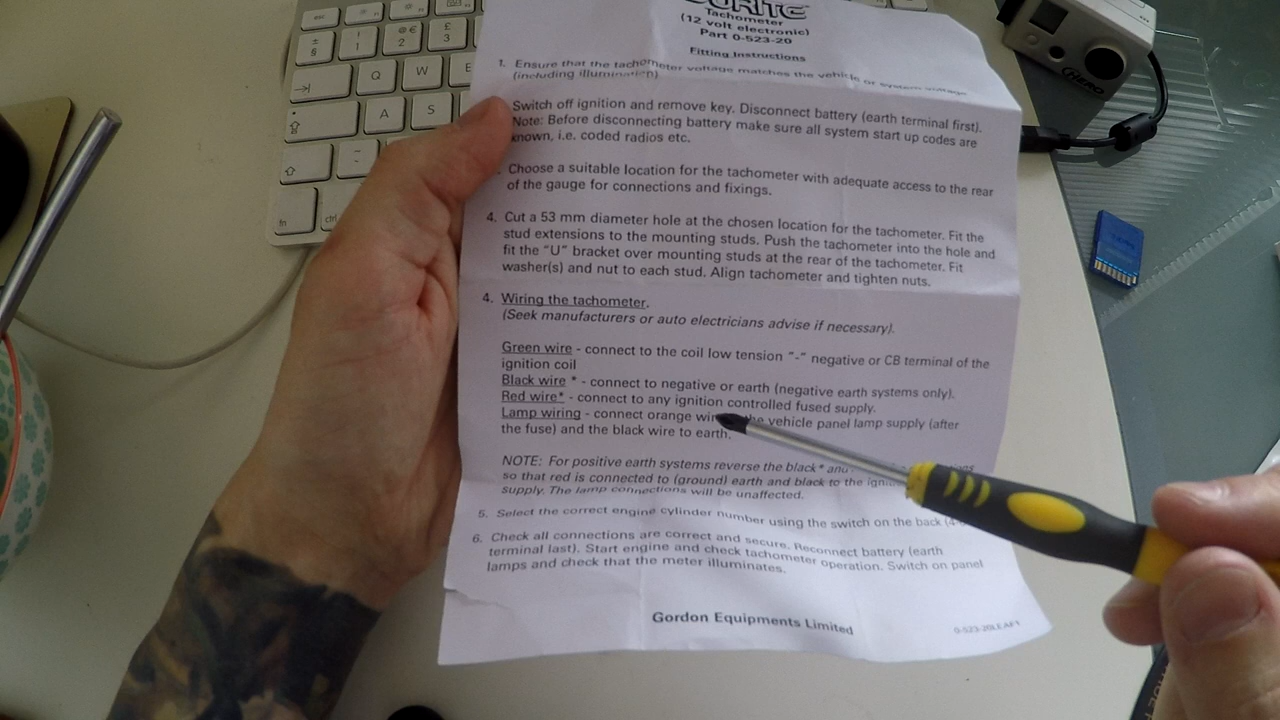 Tachometer
(12 volt electronic)
Part 0-523-20
Fitting Instructions
1. Ensure that the tachometer voltage matches the vehicle or system voltage
(including illumination)
Switch off ignition and remove key. Disconnect battery (earth terminal first).
Note: Before disconnecting battery make sure all system start up codes are
known, i.e. coded radios etc.
Choose a suitable location for the tachometer with adequate access to the rear
of the gauge for connections and fixings.
4. Cut a 53 mm diameter hole at the chosen location for the tachometer. Fit the
stud extensions to the mounting studs. Push the tachometer into the hole and
fit the "U" bracket over mounting studs at the rear of the tachometer. Fit
washer(s) and nut to each stud. Align tachometer and tighten nuts.
4. Wiring the tachometer.
(Seek manufacturers or auto electricians advise if necessary).
Green wire - connect to the coil low tension "-" negative or CB terminal of the
ignition coil
Black wire * - connect to negative or earth (negative earth systems only).
Red wire* - connect to any ignition controlled fused supply.
Lamp wiring - connect orange the vehicle panel lamp supply (after
the fuse) and the black wire to earth.
NOTE: For positive earth systems reverse the black* and
so that red is connected to (ground) earth and black to the
supply. The lamp connections will be unaffected.
5. Select the correct engine cylinder number using the switch on the back
6. Check all connections are correct and secure. Reconnect battery (earth
terminal last). Start engine and check tachometer operation. Switch on panel
lamps and check that the meter illuminates.
Gordon Equipments Limited
0-523-20LEAF1
esc
± § ! 1 @ € 2 £ 3
Q W E
A S
~
fn ctrl
HERO